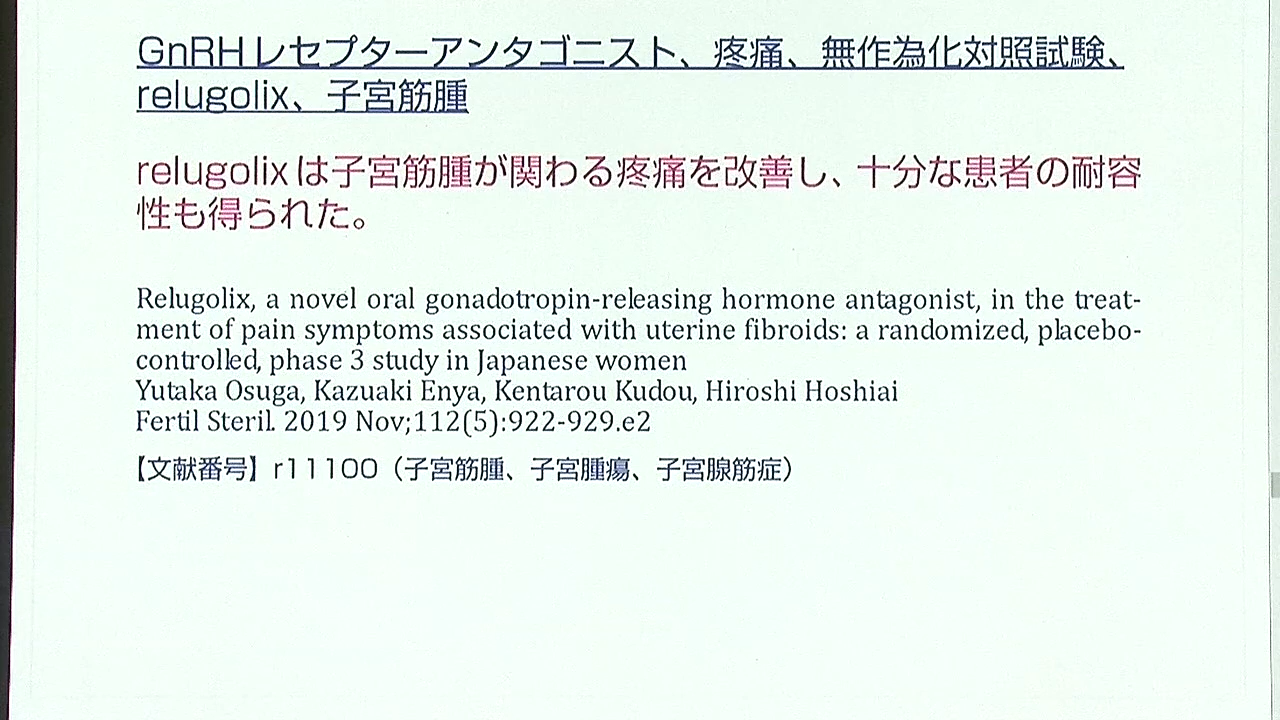 GnRHレセプターアンタゴニスト、疼痛、無作為化対照試験、
relugolix、子宮筋腫
relugolixは子宮筋腫が関わる疼痛を改善し、十分な患者の耐容
性も得られた。
Relugolix, a novel oral gonadotropin-releasing hormone antagonist, in the treat-
ment of pain symptoms associated with uterine fibroids: a randomized, placebo-
controlled, phase 3 study in Japanese women
Yutaka Osuga, Kazuaki Enya, Kentarou Kudou, Hiroshi Hoshiai
Fertil Steril. 2019 Nov;112(5):922-929.e2
【文献番号】r11100（子宮筋腫、子宮腫瘍、子宮腺筋症）